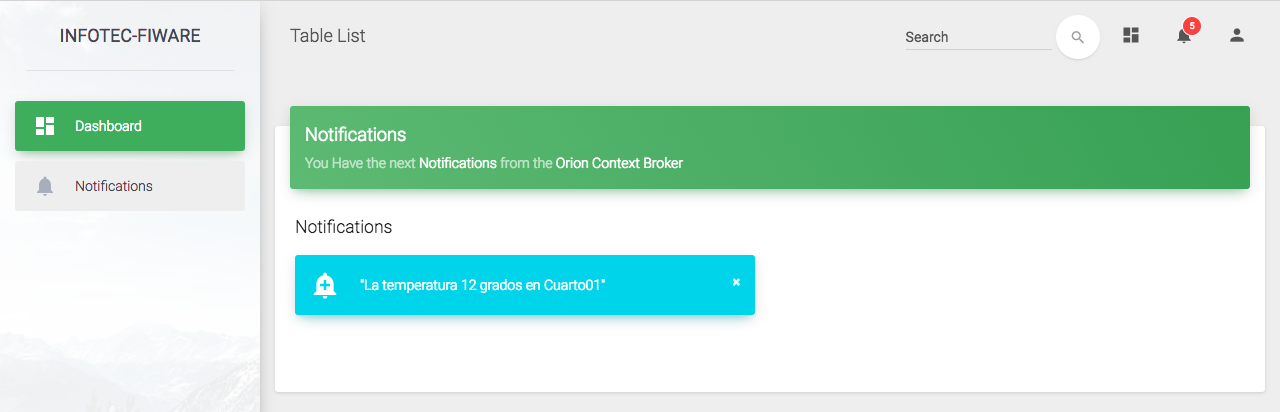 INFOTEC-FIWARE
Dashboard
Notifications
Table List
Search
5
Notifications
You Have the next Notifications from the Orion Context Broker
Notifications
"La temperatura 12 grados en Cuarto01"
×